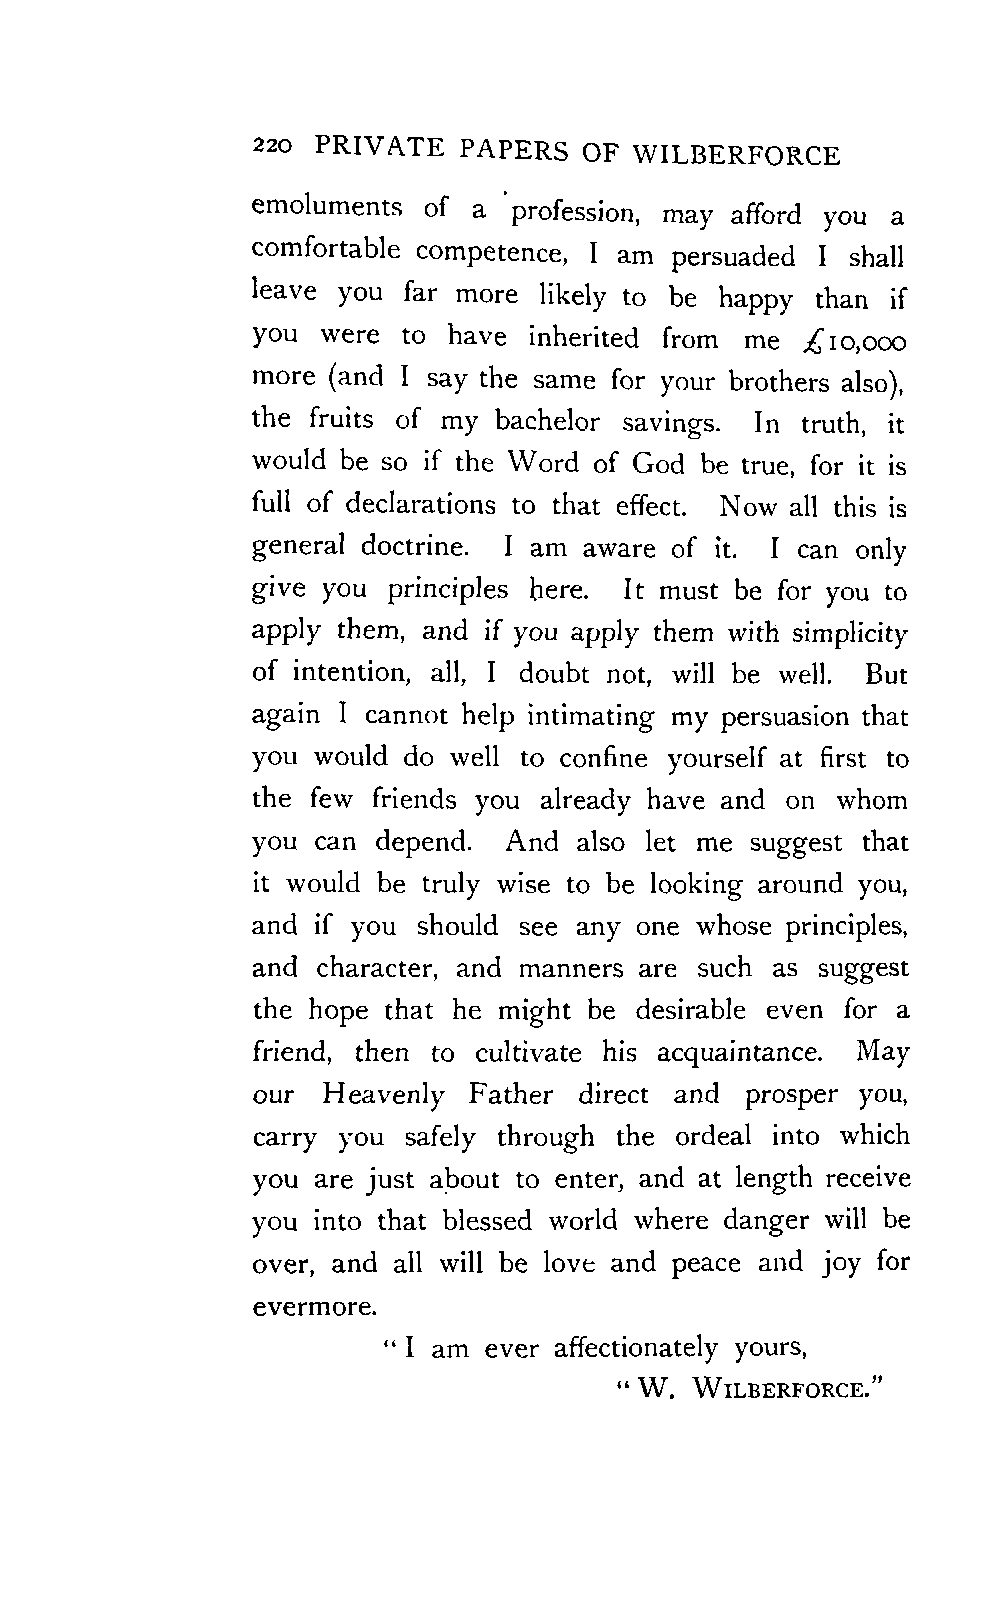 220 PRIVATE PAPERS OF WILBERFORCE
emoluments of a profession, may afford you a
comfortable competence, I am persuaded I shall
leave you far more likely to be happy than if
you were to have inherited from me £10,000
more (and I say the same for your brothers also),
the fruits of my bachelor savings. In truth, it
would be so if the Word of God be true, for it is
full of declarations to that effect. Now all this is
general doctrine. I am aware of it. I can only
give you principles here. It must be for you to
apply them, and if you apply them with simplicity
of intention, all, I doubt not, will be well. But
again I cannot help intimating my persuasion that
you would do well to confine yourself at first to
the few friends you already have and on whom
you can depend. And also let me suggest that
it would be truly wise to be looking around you,
and if you should see any one whose principles,
and character, and manners are such as suggest
the hope that he might be desirable even for a
friend, then to cultivate his acquaintance. May
our Heavenly Father direct and prosper you,
carry you safely through the ordeal into which
you are just about to enter, and at length receive
you into that blessed world where danger will be
over, and all will be love and peace and joy for
evermore.
“I am ever affectionately yours,
“W. WILBERFORCE.”